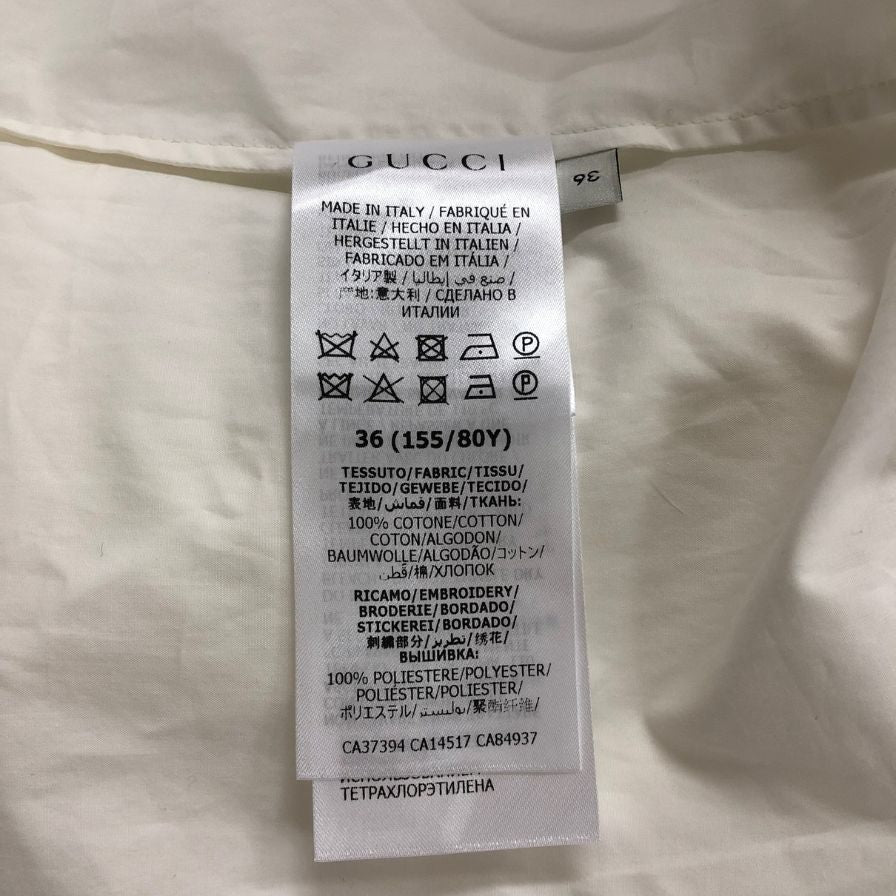 GUCCI
36
MADE IN ITALY / FABRIQUÉ EN
ITALIE / HECHO EN ITALIA /
HERGESTELLT IN ITALIEN /
FABRICADO EM ITÁLIA /
イタリア製 / صنع في إيطاليا /
产地:意大利 / СДЕЛАНО В
ИТАЛИИ
P
P
36 (155/80Y)
TESSUTO/FABRIC/TISSU/
TEJIDO/GEWEBE/TECIDO/
表地/قماش/面料/ТКАНЬ:
100% COTONE/COTTON/
COTON/ALGODON/
BAUMWOLLE/ALGODÃO/コットン/
قطن/棉/ХЛОПОК
RICAMO/EMBROIDERY/
BRODERIE/BORDADO/
STICKEREI/BORDADO/
刺繍部分/تطريز/绣花/
ВЫШИВКА:
100% POLIESTERE/POLYESTER/
POLIÉSTER/POLIESTER/
ポリエステル/بوليستر/聚酯纤维/
CA37394 CA14517 CA84937
ИСПОЛЬЗОВАНИЕМ
ТЕТРАХЛОРЭТИЛЕНА